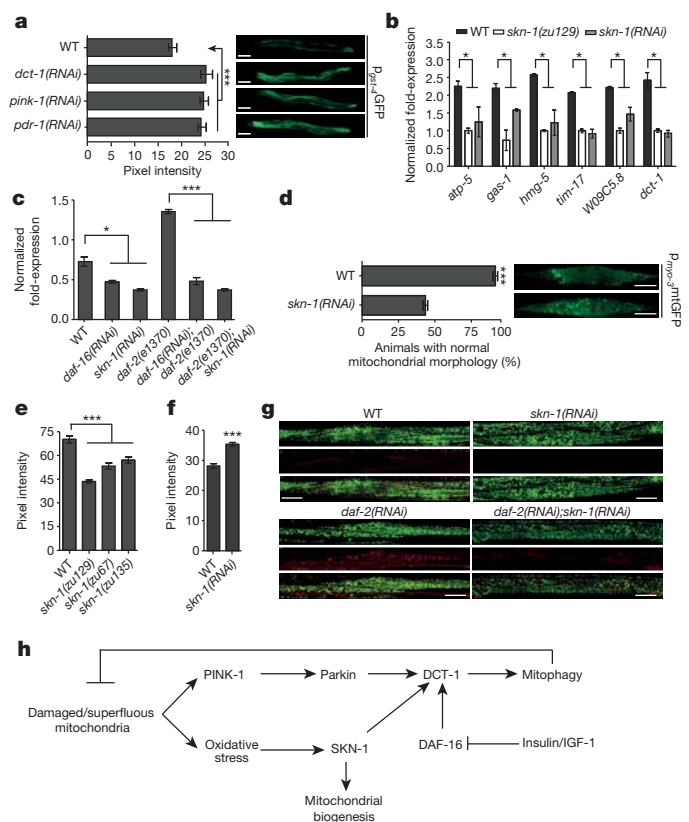 a
WT
dct-1(RNAi)
pink-1(RNAi)
pdr-1(RNAi)
0 5 10 15 20 25 30
Pixel intensity
***
pgst-4GFP
b
WT skn-1(zu129) skn-1(RNAi)
Normalized fold-expression
3.5
3.0
2.5
2.0
1.5
1.0
0.5
0.0
* * * * * *
atp-5 gas-1 hmg-5 tim-17 W09C5.8 dct-1
c
Normalized
fold-expression
1.5
1.0
0.5
0.0
*
***
WT
daf-16(RNAi)
skn-1(RNAi)
daf-2(e1370)
daf-16(RNAi);
daf-2(e1370)
daf-2(e1370);
skn-1(RNAi)
d
WT
skn-1(RNAi)
***
0 25 50 75 100
Animals with normal
mitochondrial morphology (%)
pmyo-3mtGFP
e
Pixel intensity
75
60
45
30
15
0
***
WT
skn-1(zu129)
skn-1(zu67)
skn-1(zu135)
f
Pixel intensity
40
30
20
10
0
***
WT
skn-1(RNAi)
g
WT skn-1(RNAi)
daf-2(RNAi) daf-2(RNAi);skn-1(RNAi)
h
PINK-1 Parkin DCT-1 Mitophagy
Damaged/superfluous
mitochondria
Oxidative
stress
SKN-1 DAF-16 Insulin/IGF-1
Mitochondrial
biogenesis